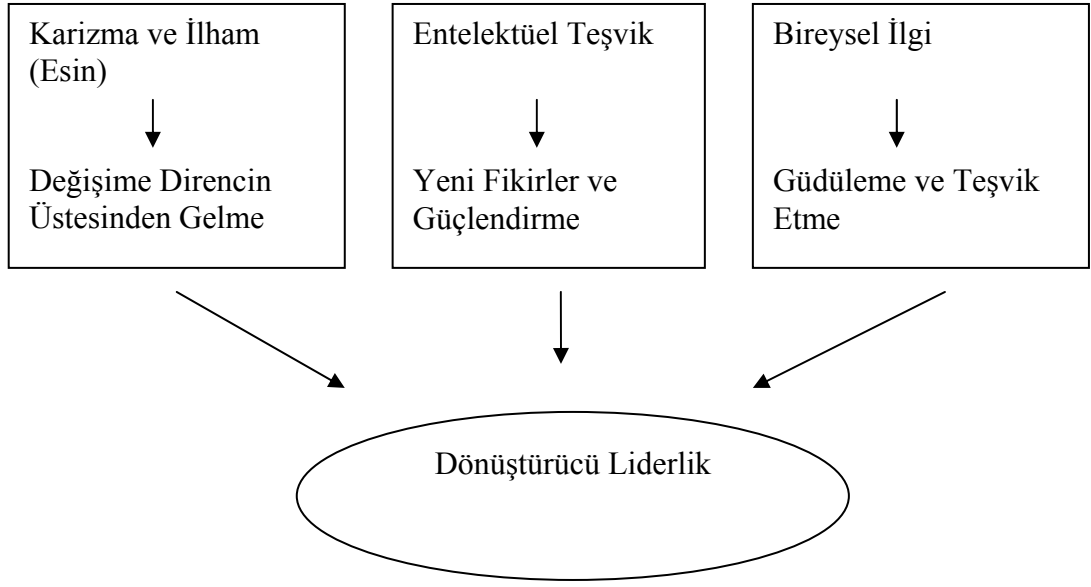 Karizma ve İlham
(Esin)
Değişime Direncin
Üstesinden Gelme
Entelektüel Teşvik
Yeni Fikirler ve
Güçlendirme
Bireysel İlgi
Güdüleme ve Teşvik
Etme
Dönüştürücü Liderlik